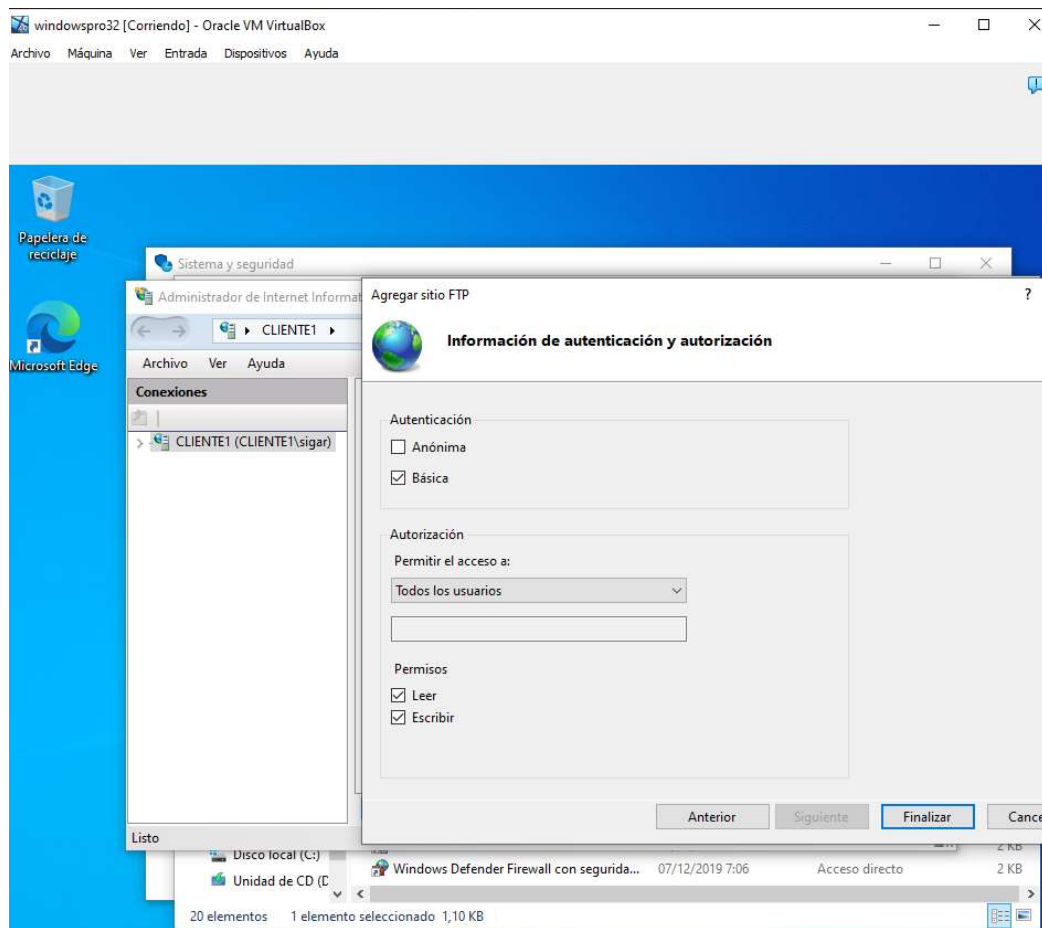 windowspro32 [Corriendo] - Oracle VM VirtualBox
Archivo Máquina Ver Entrada Dispositivos Ayuda
Papelera de
reciclaje
Microsoft Edge
Sistema y seguridad
Administrador de Internet Informat
CLIENTE1
Archivo Ver Ayuda
Conexiones
CLIENTE1 (CLIENTE1\sigar)
Listo
Agregar sitio FTP ?
Información de autenticación y autorización
Autenticación
Anónima
Básica
Autorización
Permitir el acceso a:
Todos los usuarios
Permisos
Leer
Escribir
Anterior Siguiente Finalizar Cance
2 KB
Disco local (C:)
Windows Defender Firewall con segurida... 07/12/2019 7:06 Acceso directo 2 KB
Unidad de CD (D
20 elementos 1 elemento seleccionado 1,10 KB